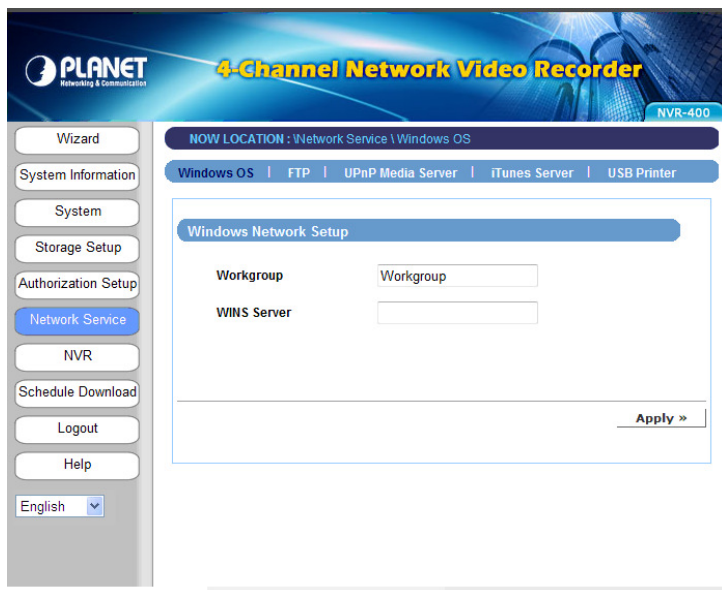 PLANET
Networking & Communication
4-Channel Network Video Recorder
NVR-400
Wizard
System Information
System
Storage Setup
Authorization Setup
Network Service
NVR
Schedule Download
Logout
Help
English
NOW LOCATION : \Network Service \ Windows OS
Windows OS | FTP | UPnP Media Server | iTunes Server | USB Printer
Windows Network Setup
Workgroup Workgroup
WINS Server
Apply »